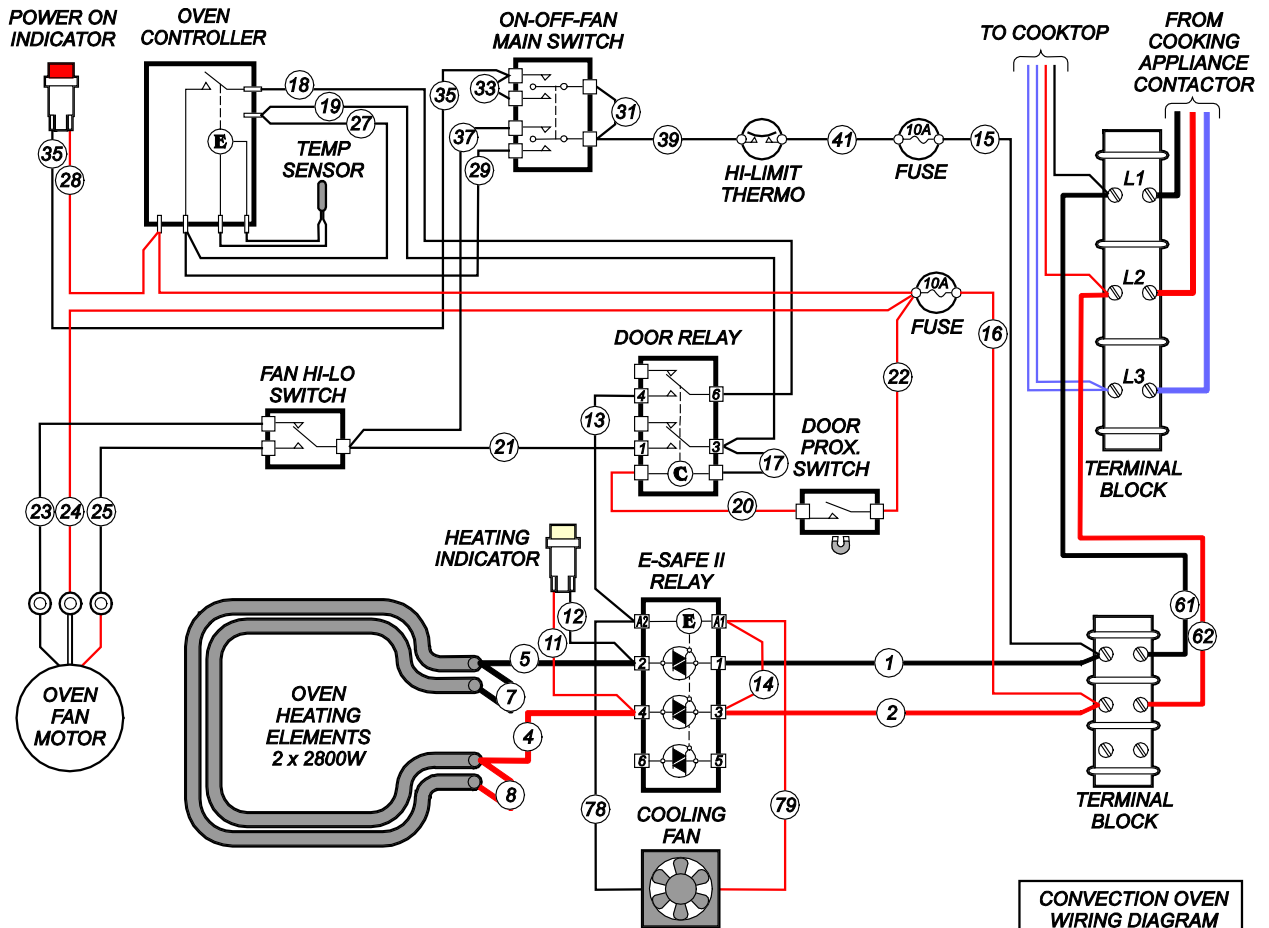 POWER ON
INDICATOR
OVEN
CONTROLLER
ON-OFF-FAN
MAIN SWITCH
TO COOKTOP
FROM
COOKING
APPLIANCE
CONTACTOR
18
19
27
E
TEMP
SENSOR
35
33
31
37
29
39
HI-LIMIT
THERMO
41
10A
FUSE
15
L1
L2
L3
TERMINAL
BLOCK
35
28
10A
FUSE
16
22
DOOR RELAY
4
6
1
3
C
13
17
FAN HI-LO
SWITCH
21
DOOR
PROX.
SWITCH
20
23
24
25
HEATING
INDICATOR
E-SAFE II
RELAY
12
11
A2
E
A1
2
1
4
3
6
5
14
1
2
61
62
5
7
4
8
OVEN
HEATING
ELEMENTS
2 x 2800W
OVEN
FAN
MOTOR
78
79
COOLING
FAN
TERMINAL
BLOCK
CONVECTION OVEN
WIRING DIAGRAM